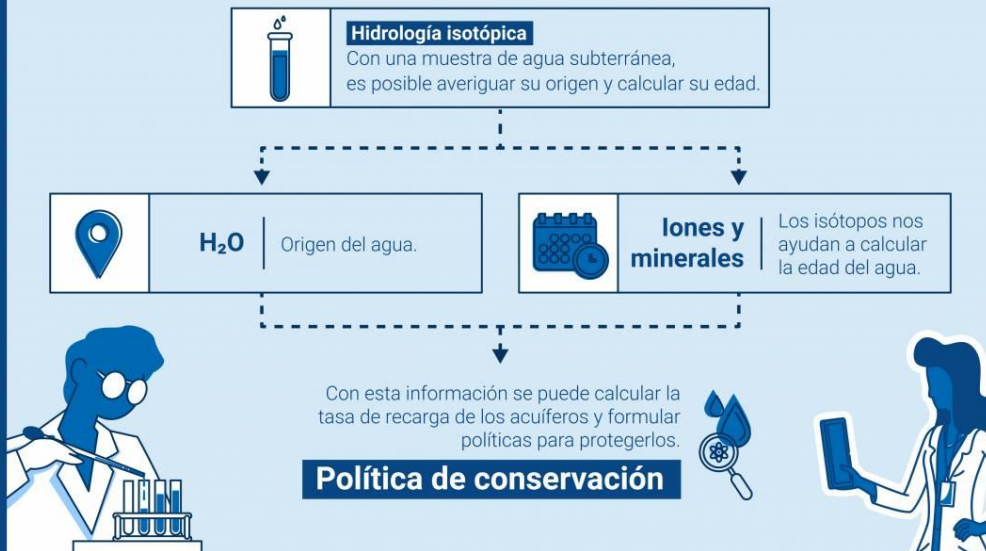 Hidrología isotópica
Con una muestra de agua subterránea,
es posible averiguar su origen y calcular su edad.
H₂O
Origen del agua.
Iones y
minerales
Los isótopos nos
ayudan a calcular
la edad del agua.
Con esta información se puede calcular la
tasa de recarga de los acuíferos y formular
políticas para protegerlos.
Política de conservación